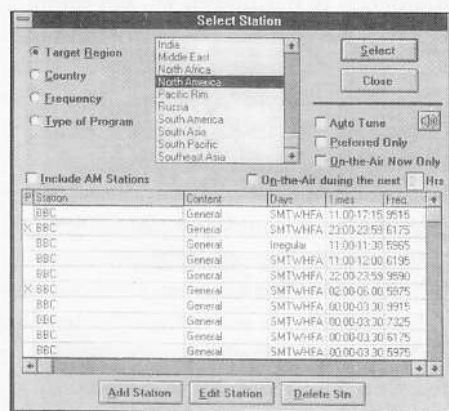 Select Station
Target Region
Country
Frequency
Type of Program
India
Middle East
North Africa
North America
Pacific Rim
Russia
South America
South Asia
South Pacific
Southeast Asia
Select
Close
Auto Tune
Preferred Only
On-the-Air Now Only
Include AM Stations
On-the-Air during the next Hrs
P Station Content Days Times Freq.
BBC General SMTWHFA 11:00-17:15 9515
X BBC General SMTWHFA 23:00-23:59 6175
BBC General Irregular 11:00-11:30 5965
BBC General SMTWHFA 11:00-12:00 6195
BBC General SMTWHFA 22:00-23:59 9590
X BBC General SMTWHFA 02:00-06:00 5975
BBC General SMTWHFA 00:00-03:30 9915
BBC General SMTWHFA 00:00-03:30 7325
BBC General SMTWHFA 00:00-03:30 6175
BBC General SMTWHFA 00:00-03:30 5975
Add Station
Edit Station
Delete Stn